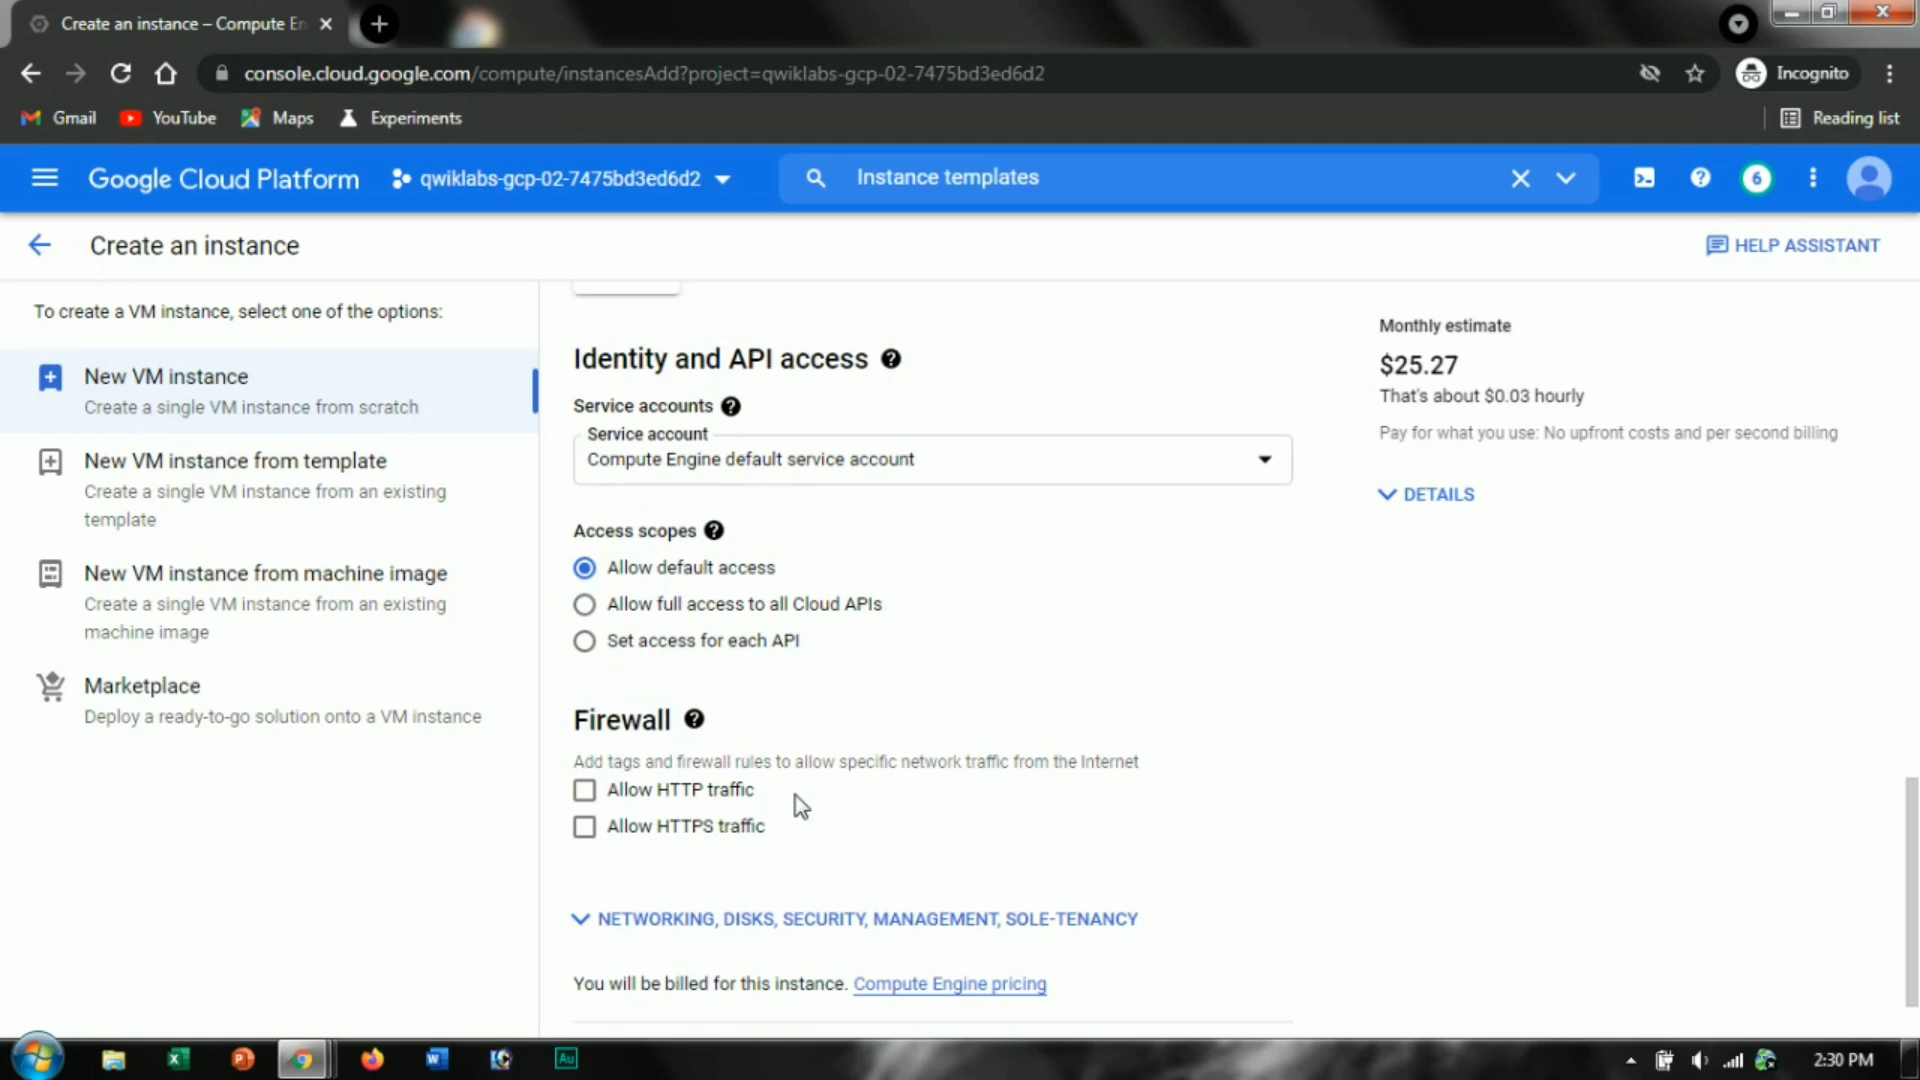 Create an instance – Compute En
console.cloud.google.com/compute/instancesAdd?project=qwiklabs-gcp-02-7475bd3ed6d2
Incognito
Gmail
YouTube
Maps
Experiments
Reading list
Google Cloud Platform
qwiklabs-gcp-02-7475bd3ed6d2
Instance templates
6
Create an instance
HELP ASSISTANT
To create a VM instance, select one of the options:
New VM instance
Create a single VM instance from scratch
New VM instance from template
Create a single VM instance from an existing
template
New VM instance from machine image
Create a single VM instance from an existing
machine image
Marketplace
Deploy a ready-to-go solution onto a VM instance
Identity and API access
Service accounts
Service account
Compute Engine default service account
Access scopes
Allow default access
Allow full access to all Cloud APIs
Set access for each API
Firewall
Add tags and firewall rules to allow specific network traffic from the Internet
Allow HTTP traffic
Allow HTTPS traffic
NETWORKING, DISKS, SECURITY, MANAGEMENT, SOLE-TENANCY
You will be billed for this instance. Compute Engine pricing
Monthly estimate
$25.27
That's about $0.03 hourly
Pay for what you use: No upfront costs and per second billing
DETAILS
Au
2:30 PM